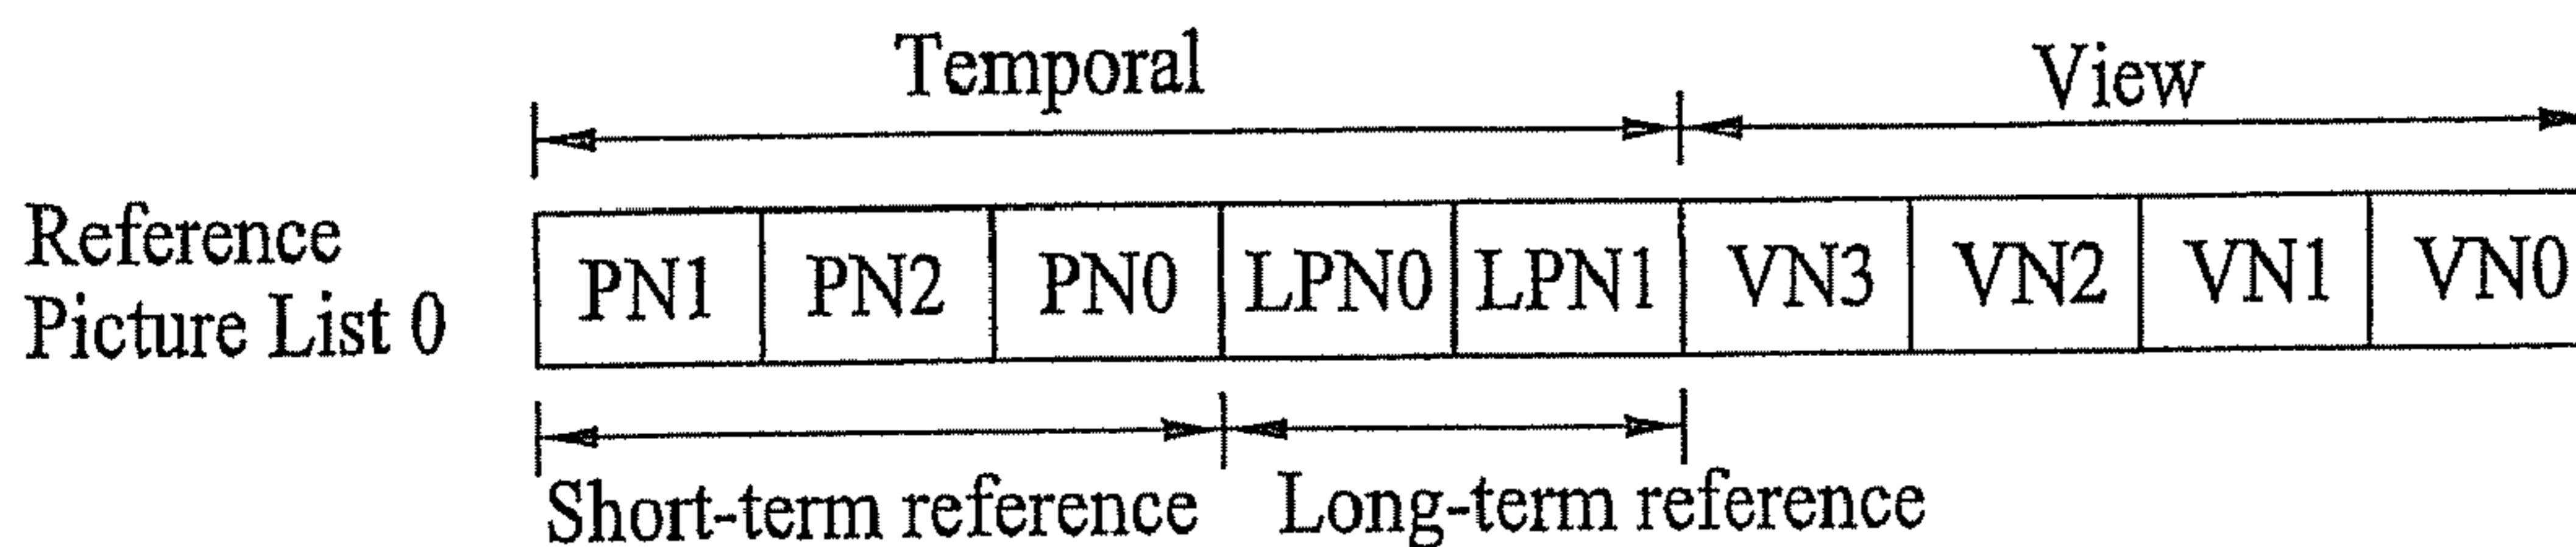 Temporal
View
Reference
Picture List 0
PN1 PN2 PN0 LPN0 LPN1 VN3 VN2 VN1 VN0
Short-term reference Long-term reference